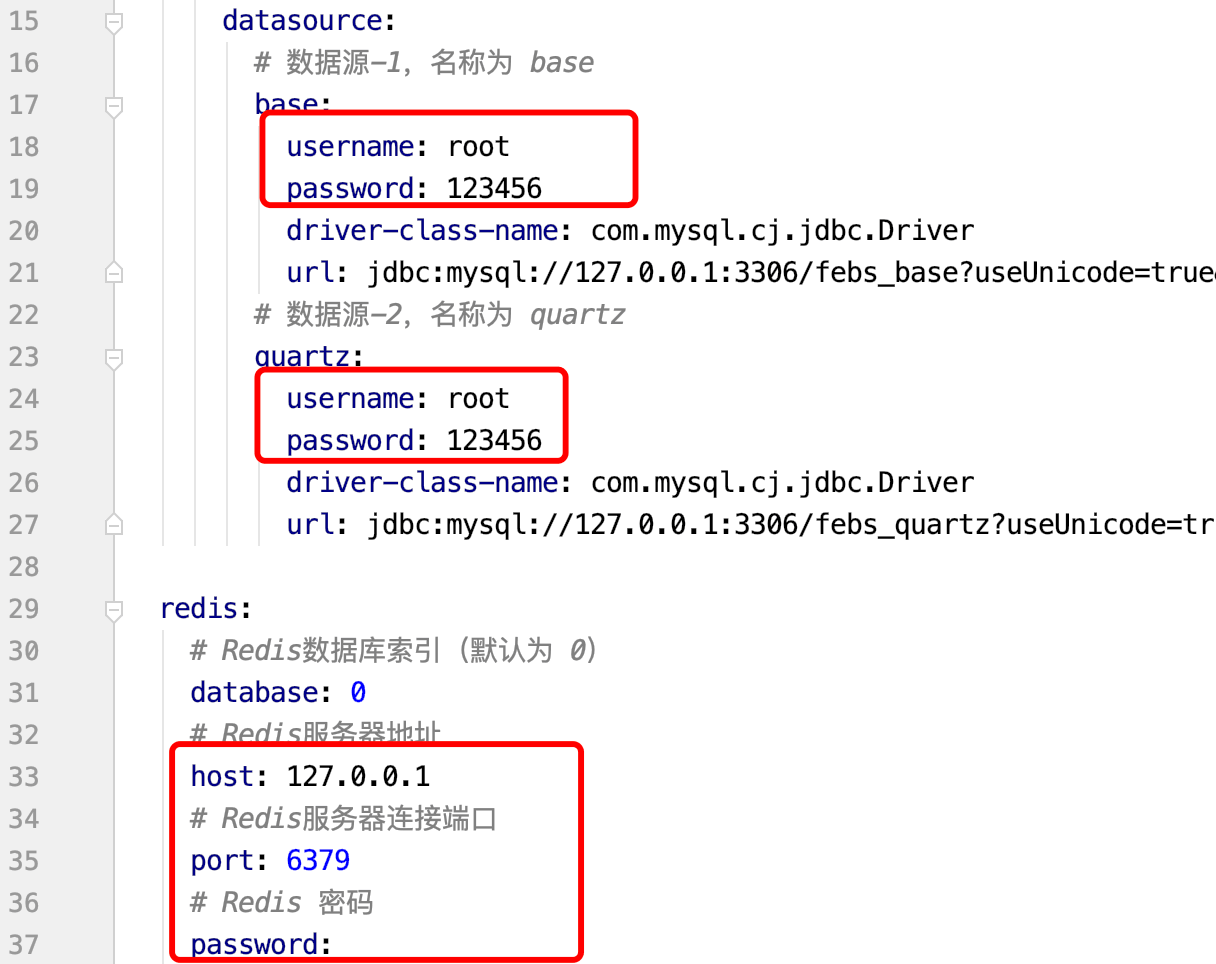 15 datasource:
16 # 数据源-1，名称为 base
17 base:
18 username: root
19 password: 123456
20 driver-class-name: com.mysql.cj.jdbc.Driver
21 url: jdbc:mysql://127.0.0.1:3306/febs_base?useUnicode=true&
22 # 数据源-2，名称为 quartz
23 quartz:
24 username: root
25 password: 123456
26 driver-class-name: com.mysql.cj.jdbc.Driver
27 url: jdbc:mysql://127.0.0.1:3306/febs_quartz?useUnicode=tr
28
29 redis:
30 # Redis数据库索引（默认为 0）
31 database: 0
32 # Redis服务器地址
33 host: 127.0.0.1
34 # Redis服务器连接端口
35 port: 6379
36 # Redis 密码
37 password: